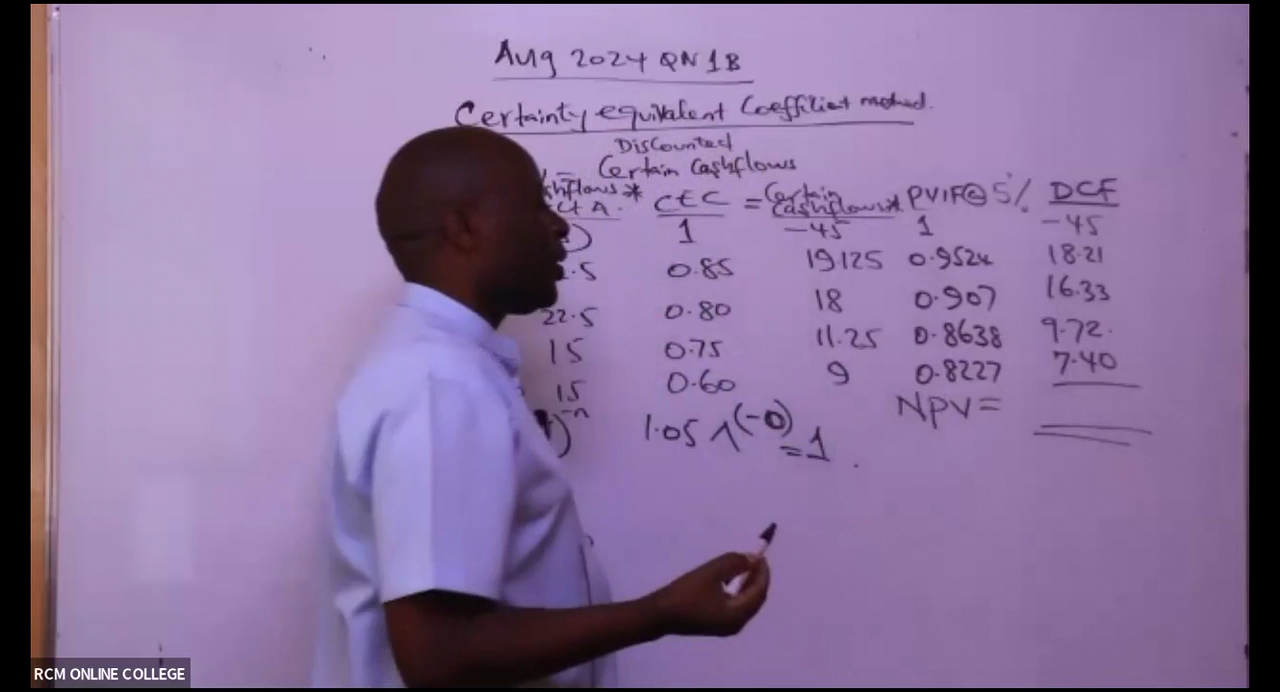 Aug 2024 QN 1B
Certainty equivalent Coefficient method.
Discounted
= Certain Cashflows
CEC = Certain Cashflows* PVIF@ 5% DCF
1 -45 1 -45
.5 0.85 19125 0.9524 18.21
22.5 0.80 18 0.907 16.33
15 0.75 11.25 0.8638 9.72.
15 0.60 9 0.8227 7.40
NPV=
)^-n 1.05 ^(-0) = 1.
RCM ONLINE COLLEGE